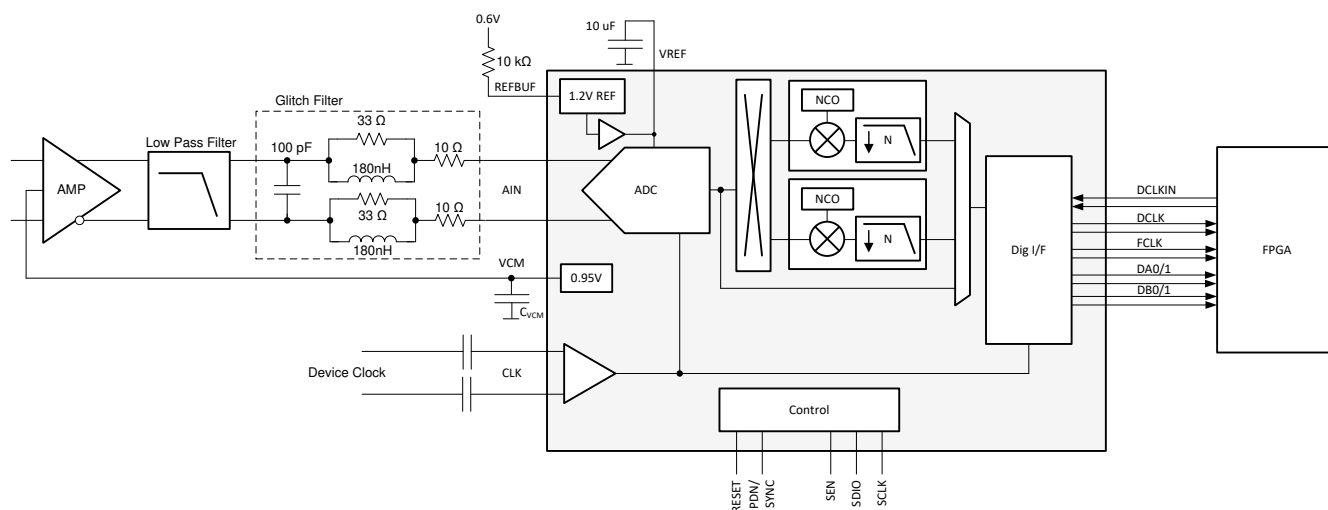 0.6V
10 uF
VREF
10 kΩ
REFBUF
1.2V REF
Glitch Filter
33 Ω
Low Pass Filter
100 pF
10 Ω
180nH
AMP
AIN
ADC
10 Ω
33 Ω
180nH
VCM
0.95V
CVCM
Device Clock
CLK
NCO
N
NCO
N
Dig I/F
DCLKIN
DCLK
FCLK
DA0/1
DB0/1
FPGA
Control
RESET
PDN/
SYNC
SEN
SDIO
SCLK